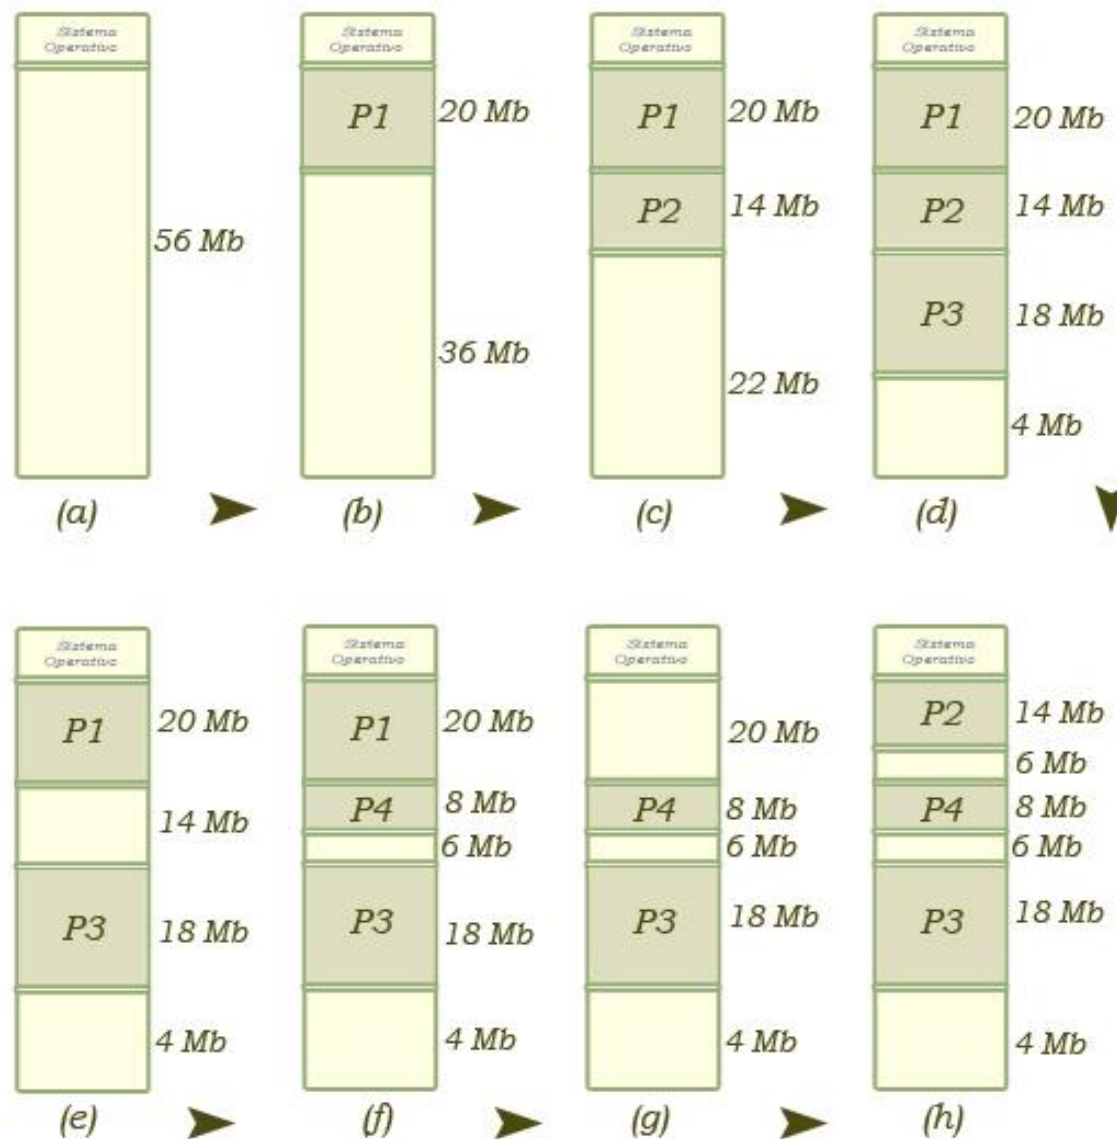 Sistema
Operativo
56 Mb
(a)
Sistema
Operativo
P1
20 Mb
36 Mb
(b)
Sistema
Operativo
P1
20 Mb
P2
14 Mb
22 Mb
(c)
Sistema
Operativo
P1
20 Mb
P2
14 Mb
P3
18 Mb
4 Mb
(d)
Sistema
Operativo
P1
20 Mb
14 Mb
P3
18 Mb
4 Mb
(e)
Sistema
Operativo
P1
20 Mb
P4
8 Mb
6 Mb
P3
18 Mb
4 Mb
(f)
Sistema
Operativo
20 Mb
P4
8 Mb
6 Mb
P3
18 Mb
4 Mb
(g)
Sistema
Operativo
P2
14 Mb
6 Mb
P4
8 Mb
6 Mb
P3
18 Mb
4 Mb
(h)